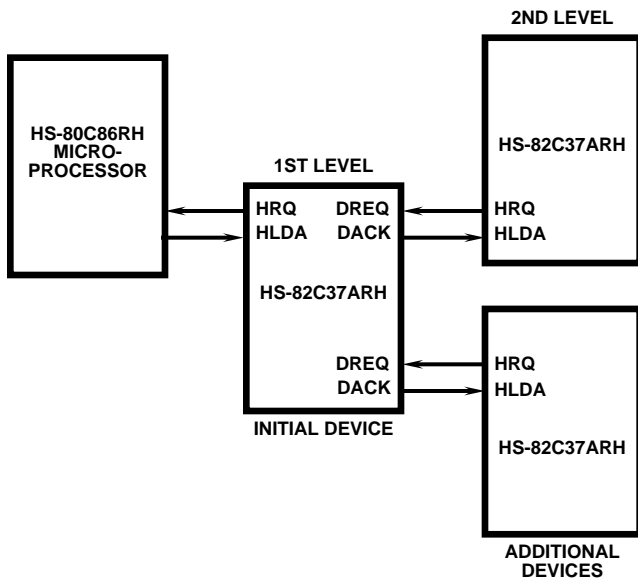 2ND LEVEL
HS-80C86RH
MICRO-
PROCESSOR
HS-82C37ARH
1ST LEVEL
HRQ DREQ
HLDA DACK
HRQ
HLDA
HS-82C37ARH
DREQ
DACK
HRQ
HLDA
INITIAL DEVICE
HS-82C37ARH
ADDITIONAL
DEVICES